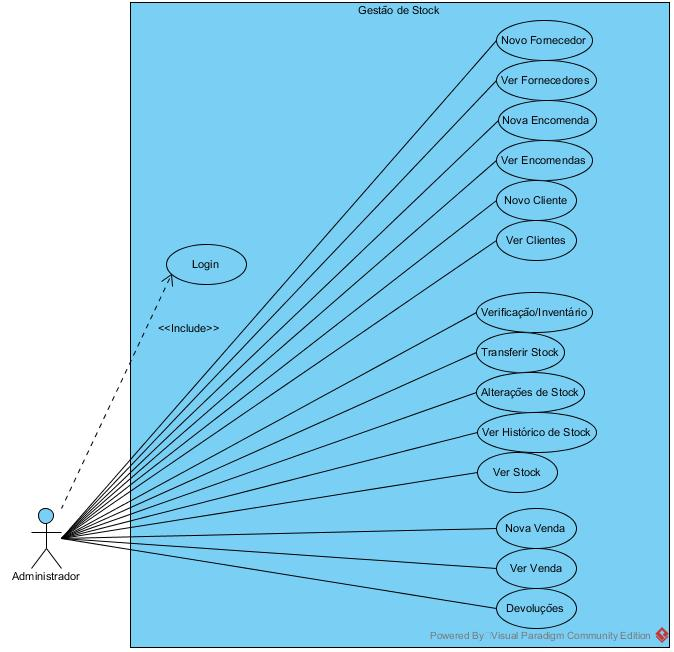 Gestão de Stock
Novo Fornecedor
Ver Fornecedores
Nova Encomenda
Ver Encomendas
Novo Cliente
Ver Clientes
Login
<<Include>>
Verificação/Inventário
Transferir Stock
Alterações de Stock
Ver Histórico de Stock
Ver Stock
Nova Venda
Ver Venda
Devoluções
Administrador
Powered By Visual Paradigm Community Edition